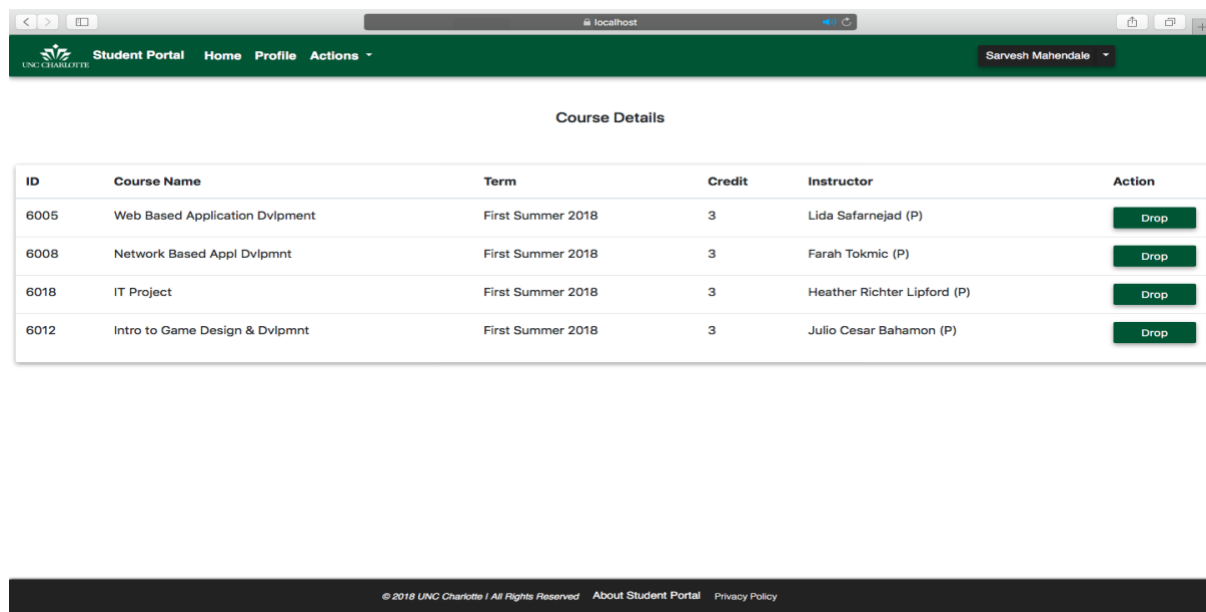 localhost
UNC CHARLOTTE Student Portal Home Profile Actions Sarvesh Mahendale
Course Details
ID Course Name Term Credit Instructor Action
6005 Web Based Application Dvlpment First Summer 2018 3 Lida Safarnejad (P) Drop
6008 Network Based Appl Dvlpmnt First Summer 2018 3 Farah Tokmic (P) Drop
6018 IT Project First Summer 2018 3 Heather Richter Lipford (P) Drop
6012 Intro to Game Design & Dvlpmnt First Summer 2018 3 Julio Cesar Bahamon (P) Drop
© 2018 UNC Charlotte | All Rights Reserved About Student Portal Privacy Policy